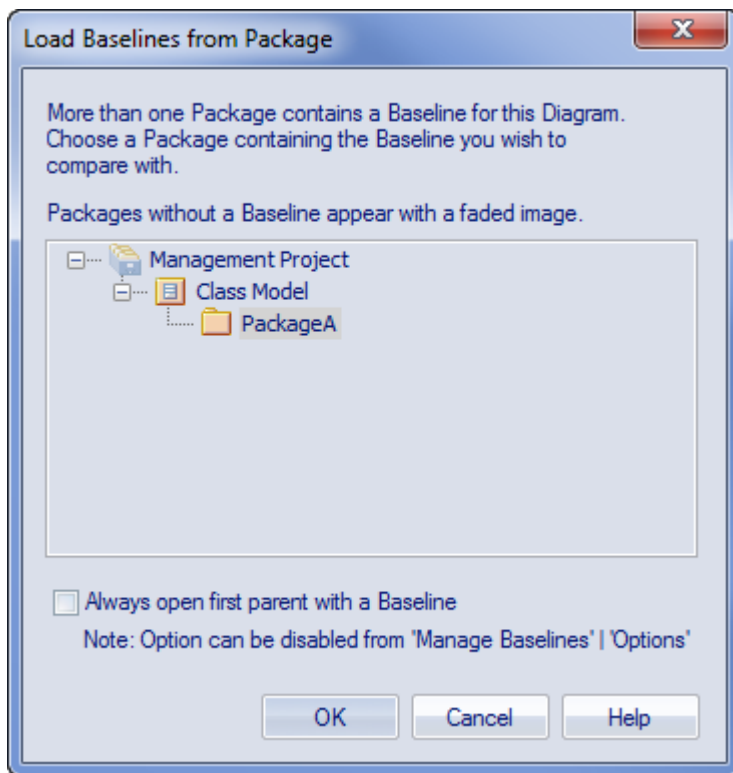 Load Baselines from Package
More than one Package contains a Baseline for this Diagram.
Choose a Package containing the Baseline you wish to
compare with.
Packages without a Baseline appear with a faded image.
Management Project
Class Model
PackageA
Always open first parent with a Baseline
Note: Option can be disabled from 'Manage Baselines' | 'Options'
OK Cancel Help